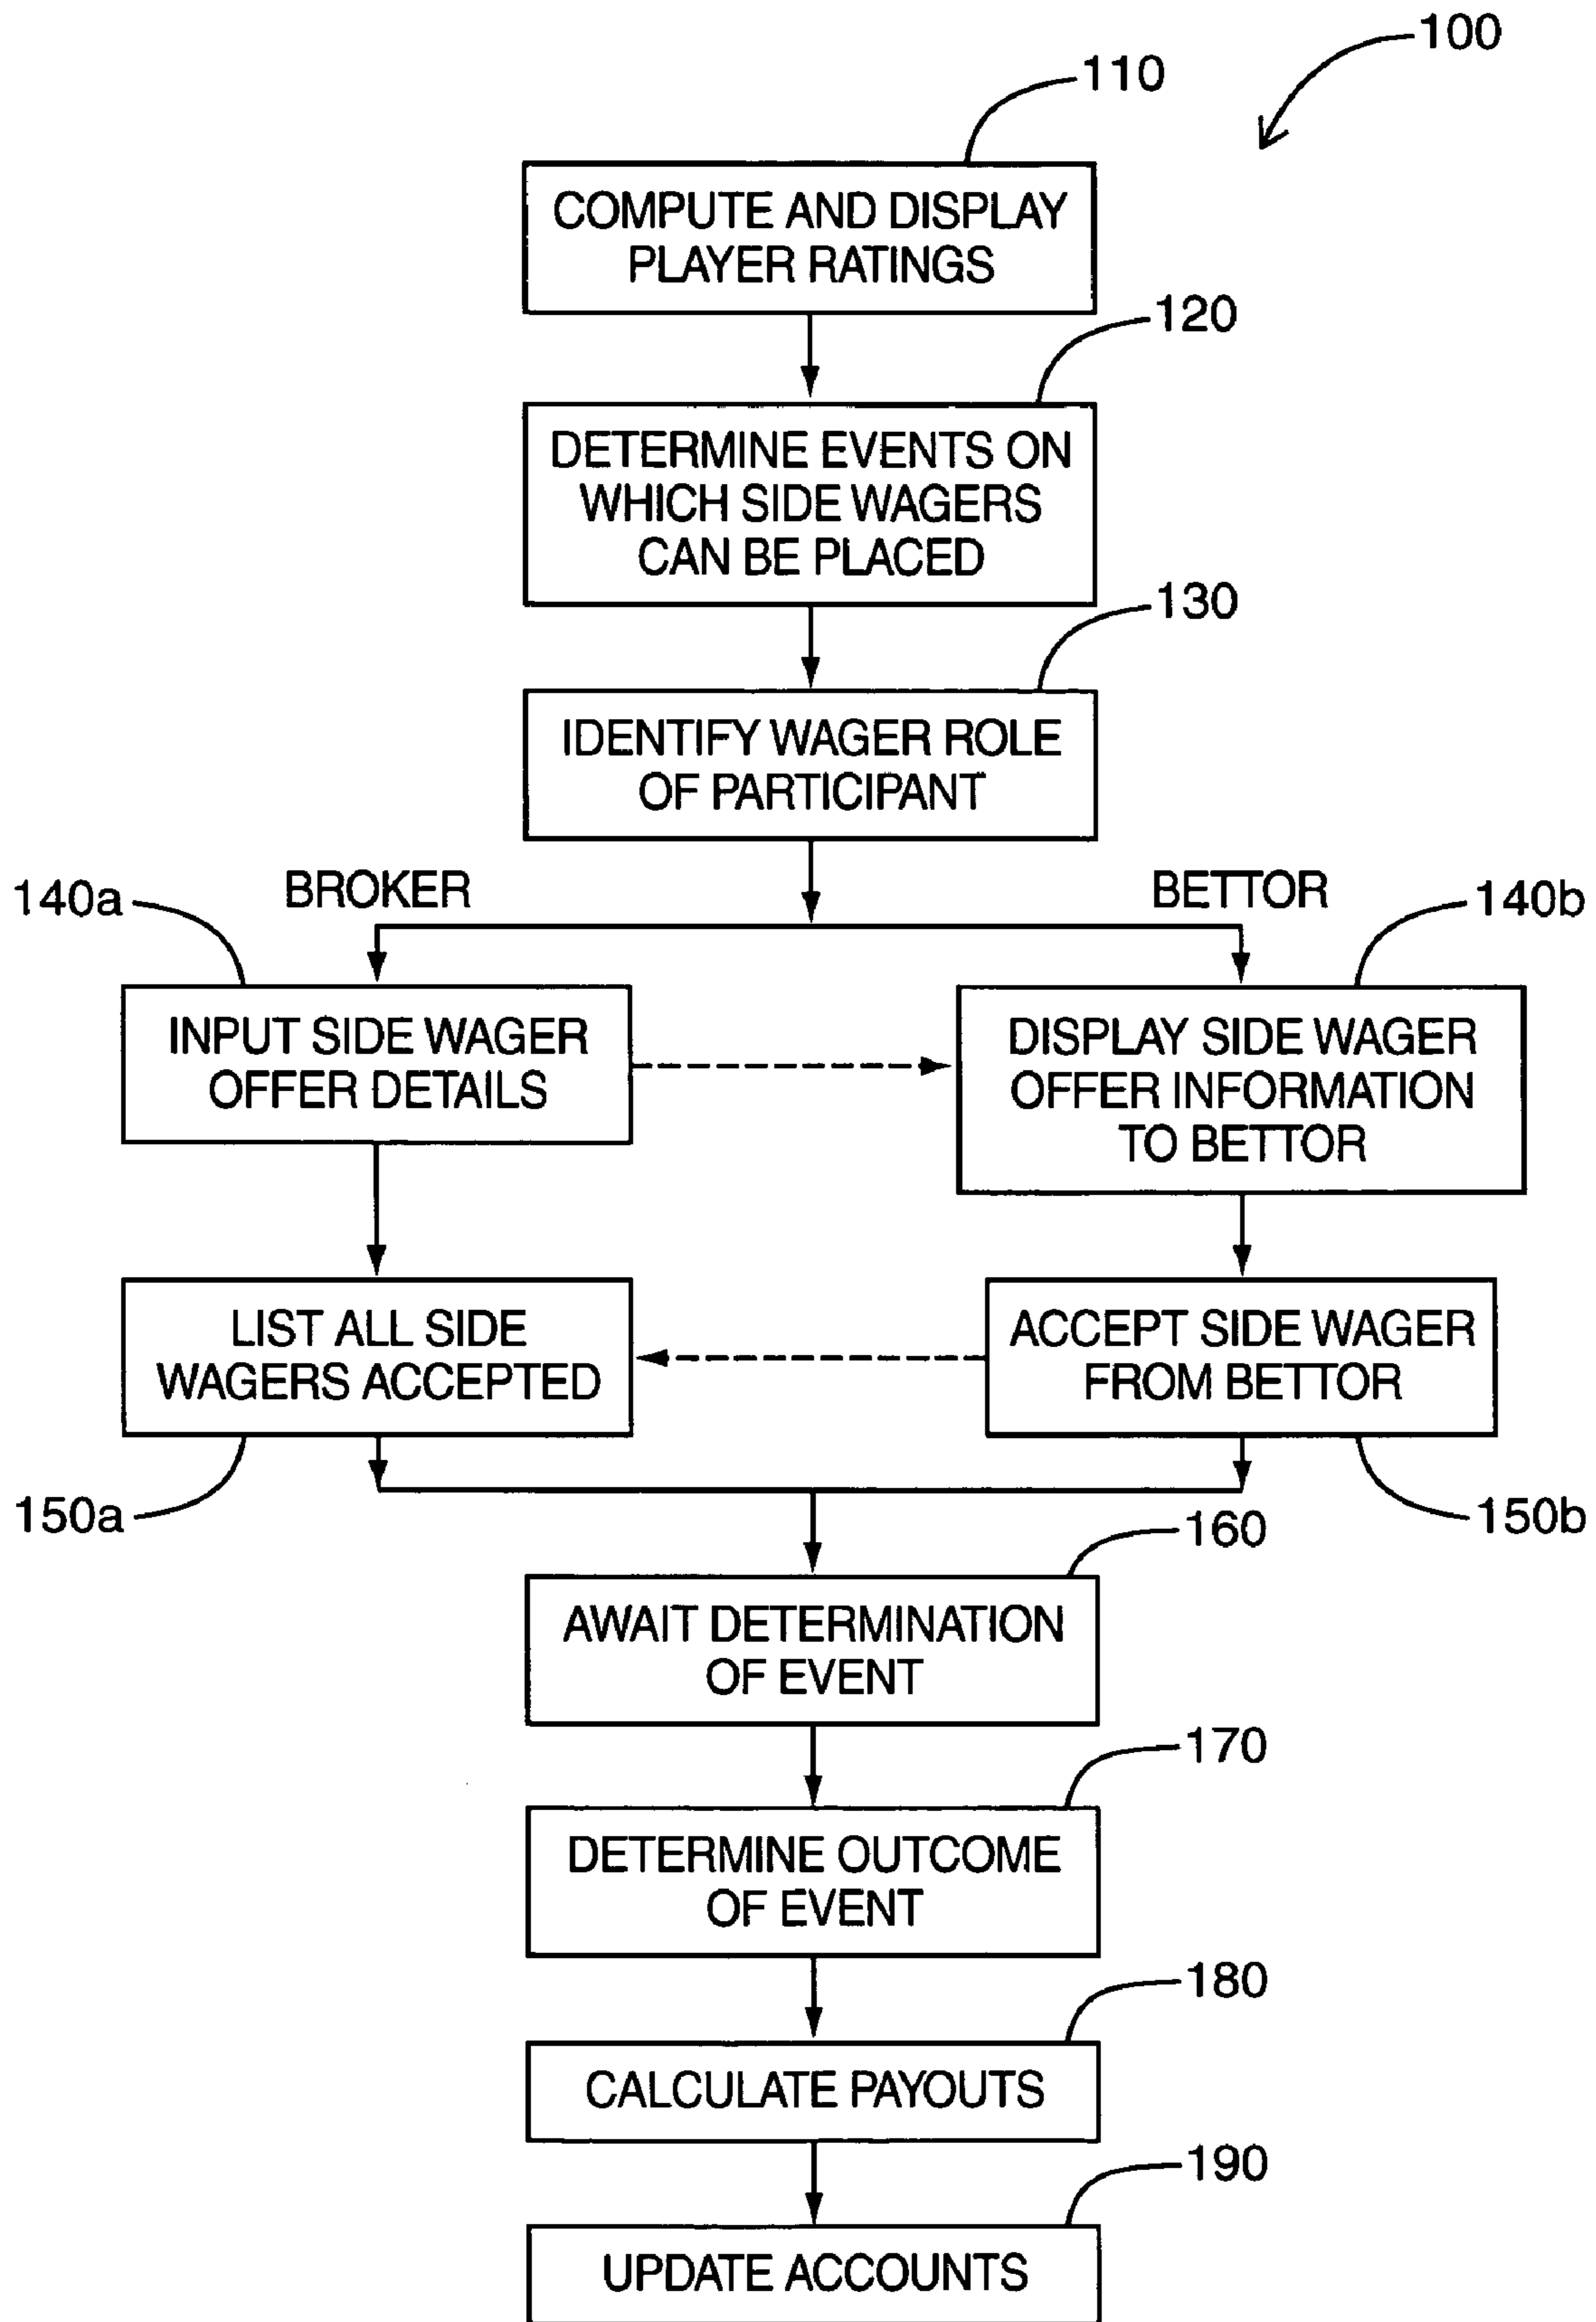 100
110
COMPUTE AND DISPLAY
PLAYER RATINGS
120
DETERMINE EVENTS ON
WHICH SIDE WAGERS
CAN BE PLACED
130
IDENTIFY WAGER ROLE
OF PARTICIPANT
140a
BROKER
BETTOR
140b
INPUT SIDE WAGER
OFFER DETAILS
DISPLAY SIDE WAGER
OFFER INFORMATION
TO BETTOR
LIST ALL SIDE
WAGERS ACCEPTED
ACCEPT SIDE WAGER
FROM BETTOR
150a
150b
160
AWAIT DETERMINATION
OF EVENT
170
DETERMINE OUTCOME
OF EVENT
180
CALCULATE PAYOUTS
190
UPDATE ACCOUNTS